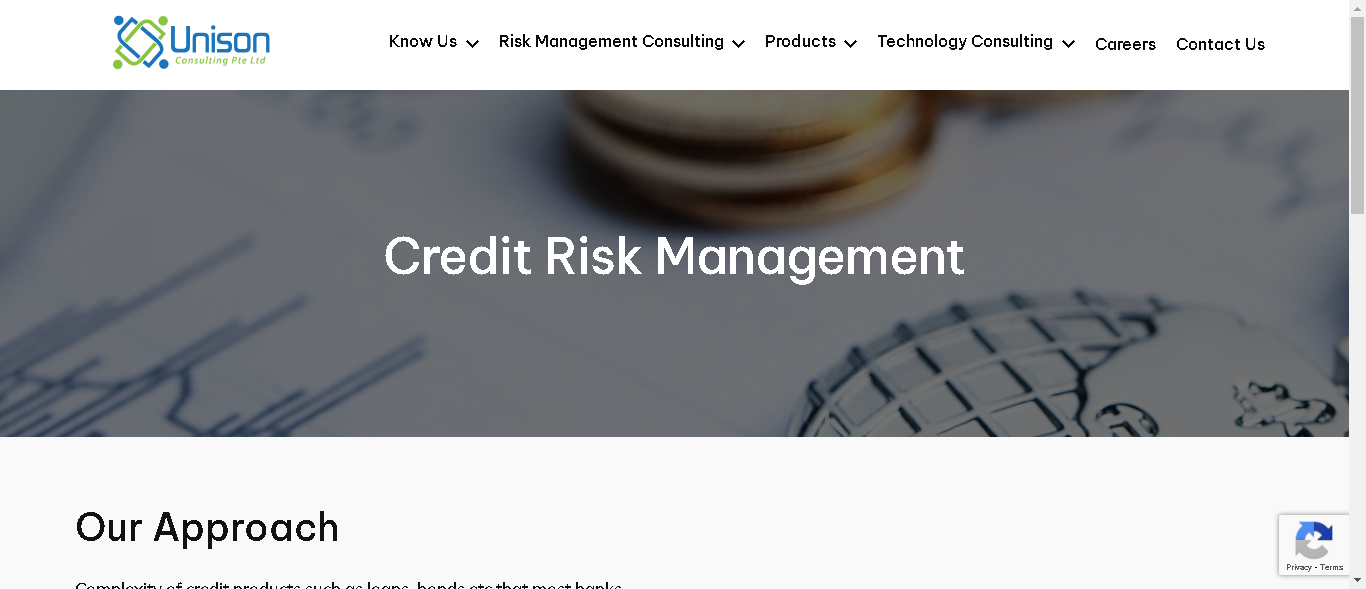 Unison
Consulting Pte Ltd
Know Us
Risk Management Consulting
Products
Technology Consulting
Careers
Contact Us
Credit Risk Management
Our Approach
Complexity of credit products such as loans, bonds etc that most banks
Privacy - Terms